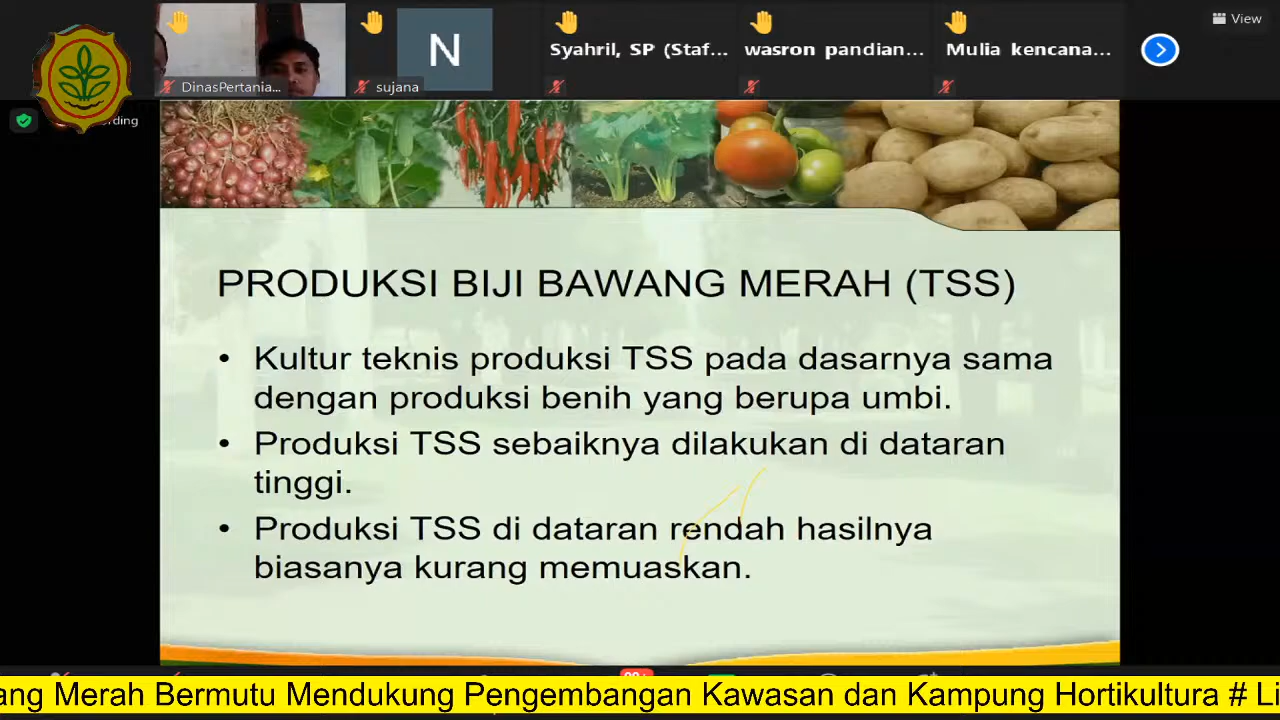 View
Syahril, SP (Staf...
wasron pandian...
Mulia kencana...
N
DinasPertania...
sujana
PRODUKSI BIJI BAWANG MERAH (TSS)
• Kultur teknis produksi TSS pada dasarnya sama
dengan produksi benih yang berupa umbi.
• Produksi TSS sebaiknya dilakukan di dataran
tinggi.
• Produksi TSS di dataran rendah hasilnya
biasanya kurang memuaskan.
ang Merah Bermutu Mendukung Pengembangan Kawasan dan Kampung Hortikultura # Li